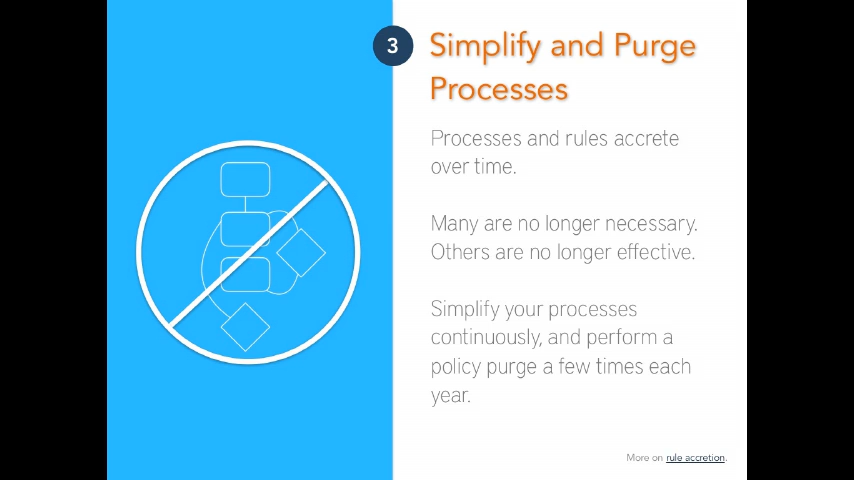 3
Simplify and Purge
Processes
Processes and rules accrete
over time.
Many are no longer necessary.
Others are no longer effective.
Simplify your processes
continuously, and perform a
policy purge a few times each
year.
More on rule accretion.